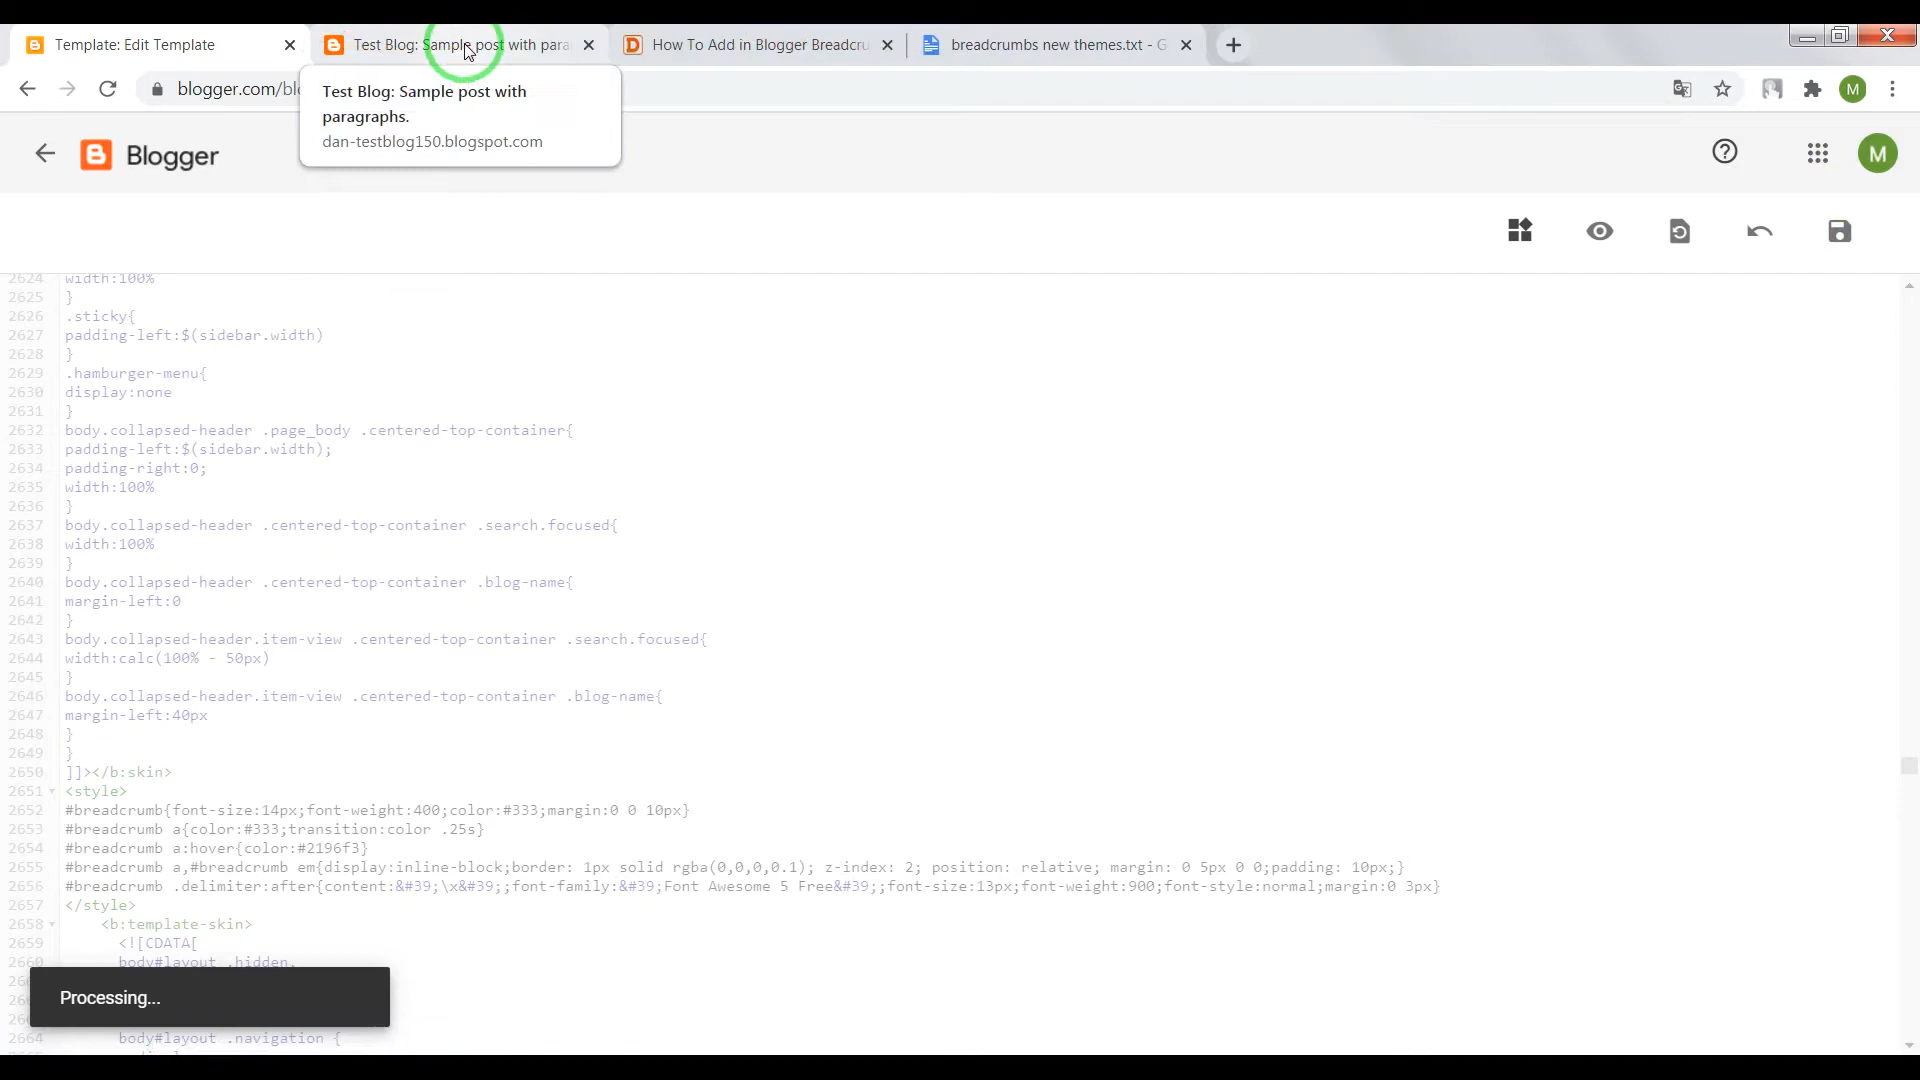 Template: Edit Template
Test Blog: Sample post with para
How To Add in Blogger Breadcru
breadcrumbs new themes.txt - G
blogger.com/blo
M
Test Blog: Sample post with
paragraphs.
dan-testblog150.blogspot.com
Blogger
M
2624 width:100%
2625 }
2626 .sticky{
2627 padding-left:$(sidebar.width)
2628 }
2629 .hamburger-menu{
2630 display:none
2631 }
2632 body.collapsed-header .page_body .centered-top-container{
2633 padding-left:$(sidebar.width);
2634 padding-right:0;
2635 width:100%
2636 }
2637 body.collapsed-header .centered-top-container .search.focused{
2638 width:100%
2639 }
2640 body.collapsed-header .centered-top-container .blog-name{
2641 margin-left:0
2642 }
2643 body.collapsed-header.item-view .centered-top-container .search.focused{
2644 width:calc(100% - 50px)
2645 }
2646 body.collapsed-header.item-view .centered-top-container .blog-name{
2647 margin-left:40px
2648 }
2649 }
2650 ]]></b:skin>
2651 <style>
2652 #breadcrumb{font-size:14px;font-weight:400;color:#333;margin:0 0 10px}
2653 #breadcrumb a{color:#333;transition:color .25s}
2654 #breadcrumb a:hover{color:#2196f3}
2655 #breadcrumb a,#breadcrumb em{display:inline-block;border: 1px solid rgba(0,0,0,0.1); z-index: 2; position: relative; margin: 0 5px 0 0;padding: 10px;}
2656 #breadcrumb .delimiter:after{content:&#39;\x&#39;;font-family:&#39;Font Awesome 5 Free&#39;;font-size:13px;font-weight:900;font-style:normal;margin:0 3px}
2657 </style>
2658 <b:template-skin>
2659 <![CDATA[
2660 body#layout .hidden,
Processing...
2664 body#layout .navigation {